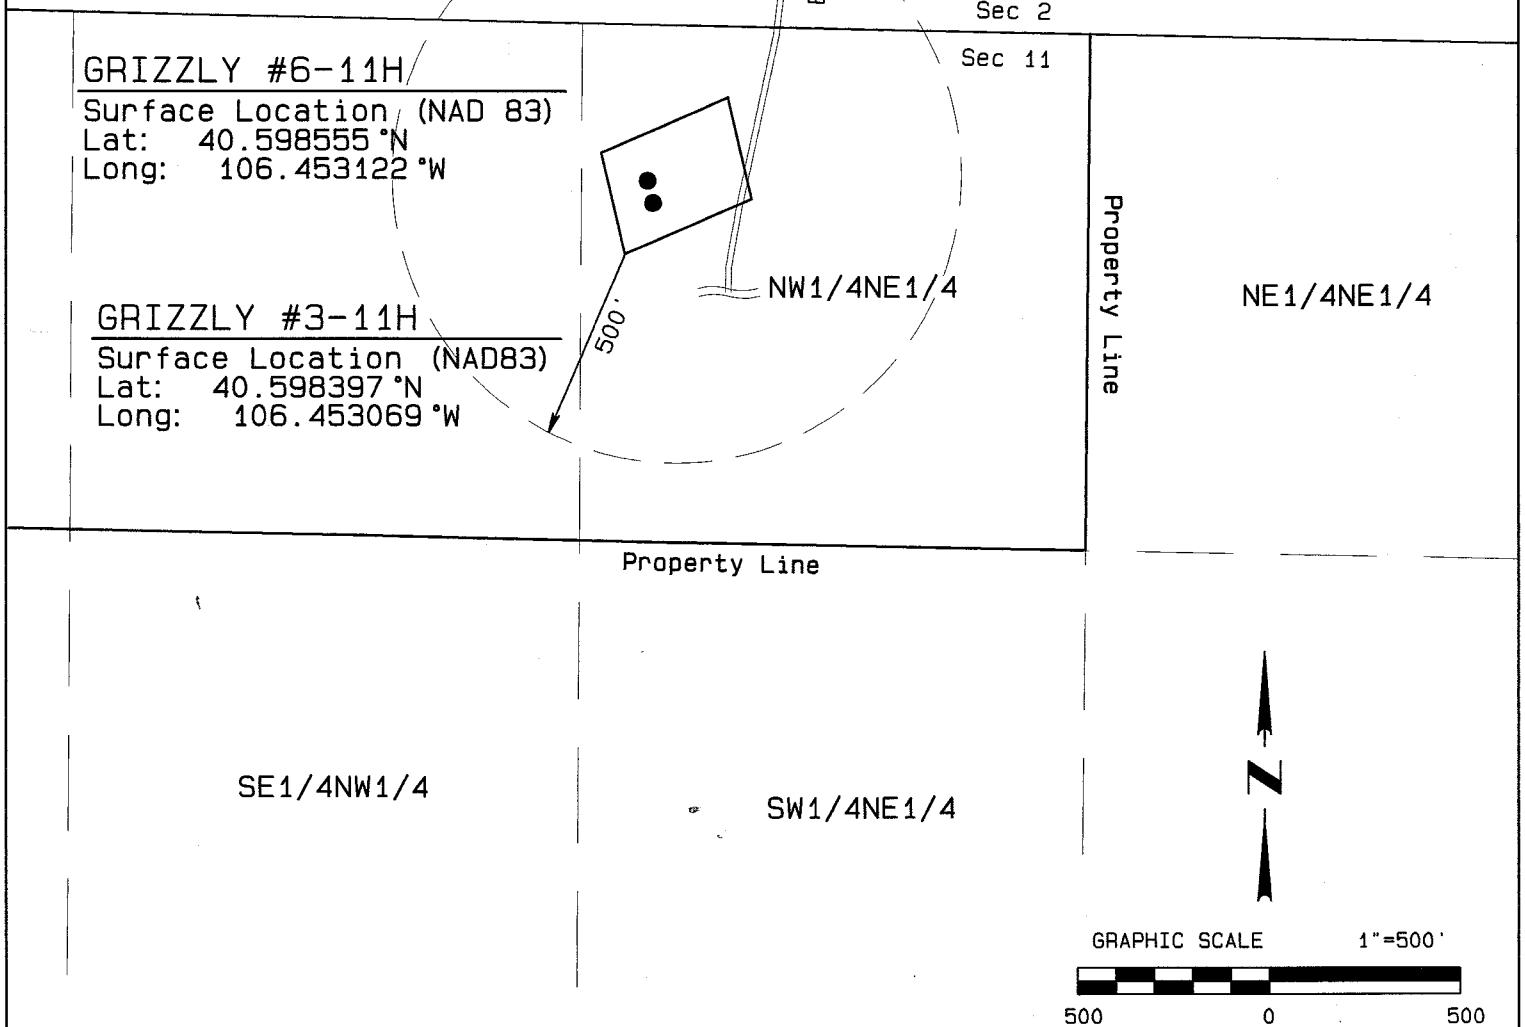 Sec 2
Sec 11
GRIZZLY #6-11H
Surface Location (NAD 83)
Lat: 40.598555°N
Long: 106.453122°W
Property Line
NW1/4NE1/4
NE1/4NE1/4
500'
GRIZZLY #3-11H
Surface Location (NAD83)
Lat: 40.598397°N
Long: 106.453069°W
Property Line
SE1/4NW1/4
SW1/4NE1/4
N
GRAPHIC SCALE 1"=500'
500 0 500